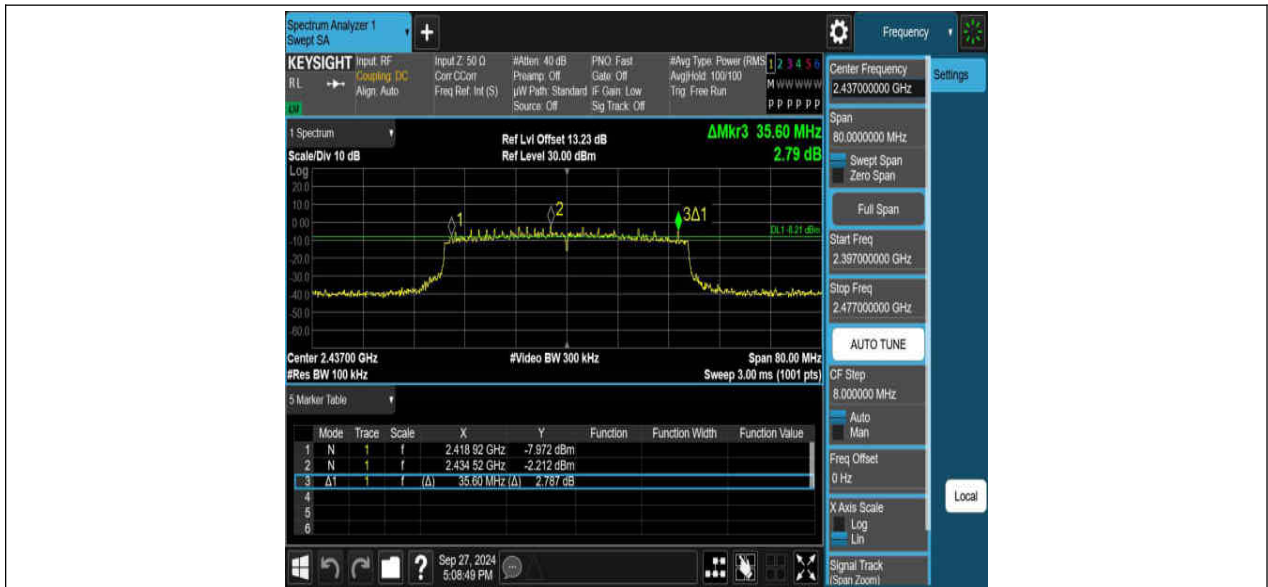 Spectrum Analyzer 1
Swept SA
+
Frequency
KEYSIGHT
RL
Input: RF
Coupling: DC
Align: Auto
Input Z: 50 Ω
Corr CCorr
Freq Ref: Int (S)
#Atten: 40 dB
Preamp: Off
µW Path: Standard
Source: Off
PNO: Fast
Gate: Off
IF Gain: Low
Sig Track: Off
#Avg Type: Power (RMS
Avg|Hold: 100/100
Trig: Free Run
1 2 3 4 5 6
M W W W W W
P P P P P P
1 Spectrum
Scale/Div 10 dB
Ref Lvl Offset 13.23 dB
Ref Level 30.00 dBm
ΔMkr3 35.60 MHz
2.79 dB
Log
20.0
10.0
0.00
-10.0
-20.0
-30.0
-40.0
-50.0
-60.0
1
2
3Δ1
DL1 -8.21 dBm
Center 2.43700 GHz
#Video BW 300 kHz
Span 80.00 MHz
#Res BW 100 kHz
Sweep 3.00 ms (1001 pts)
5 Marker Table
Mode Trace Scale X Y Function Function Width Function Value
1 N 1 f 2.418 92 GHz -7.972 dBm
2 N 1 f 2.434 52 GHz -2.212 dBm
3 Δ1 1 f (Δ) 35.60 MHz (Δ) 2.787 dB
4
5
6
Sep 27, 2024
5:08:49 PM
?
Center Frequency
2.437000000 GHz
Settings
Span
80.0000000 MHz
Swept Span
Zero Span
Full Span
Start Freq
2.397000000 GHz
Stop Freq
2.477000000 GHz
AUTO TUNE
CF Step
8.000000 MHz
Auto
Man
Freq Offset
0 Hz
X Axis Scale
Log
Lin
Local
Signal Track
(Span Zoom)